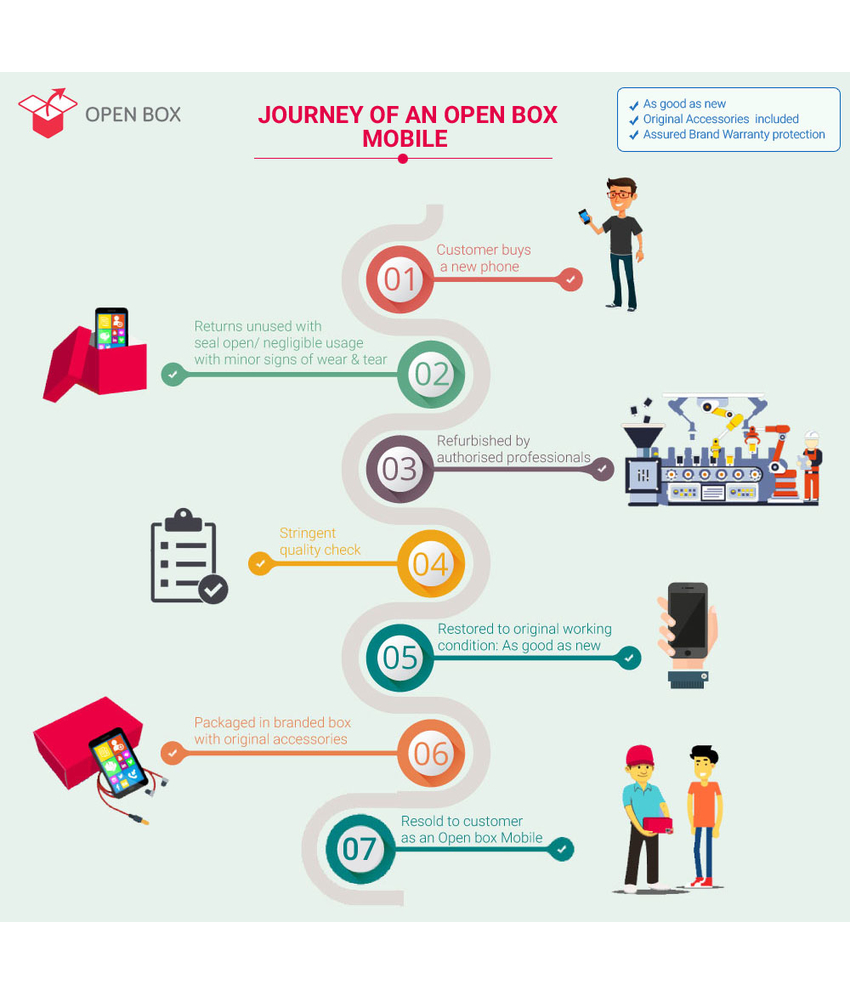 OPEN BOX
JOURNEY OF AN OPEN BOX
MOBILE
As good as new
Original Accessories included
Assured Brand Warranty protection
01
Customer buys
a new phone
02
Returns unused with
seal open/ negligible usage
with minor signs of wear & tear
03
Refurbished by
authorised professionals
04
Stringent
quality check
05
Restored to original working
condition: As good as new
06
Packaged in branded box
with original accessories
07
Resold to customer
as an Open box Mobile